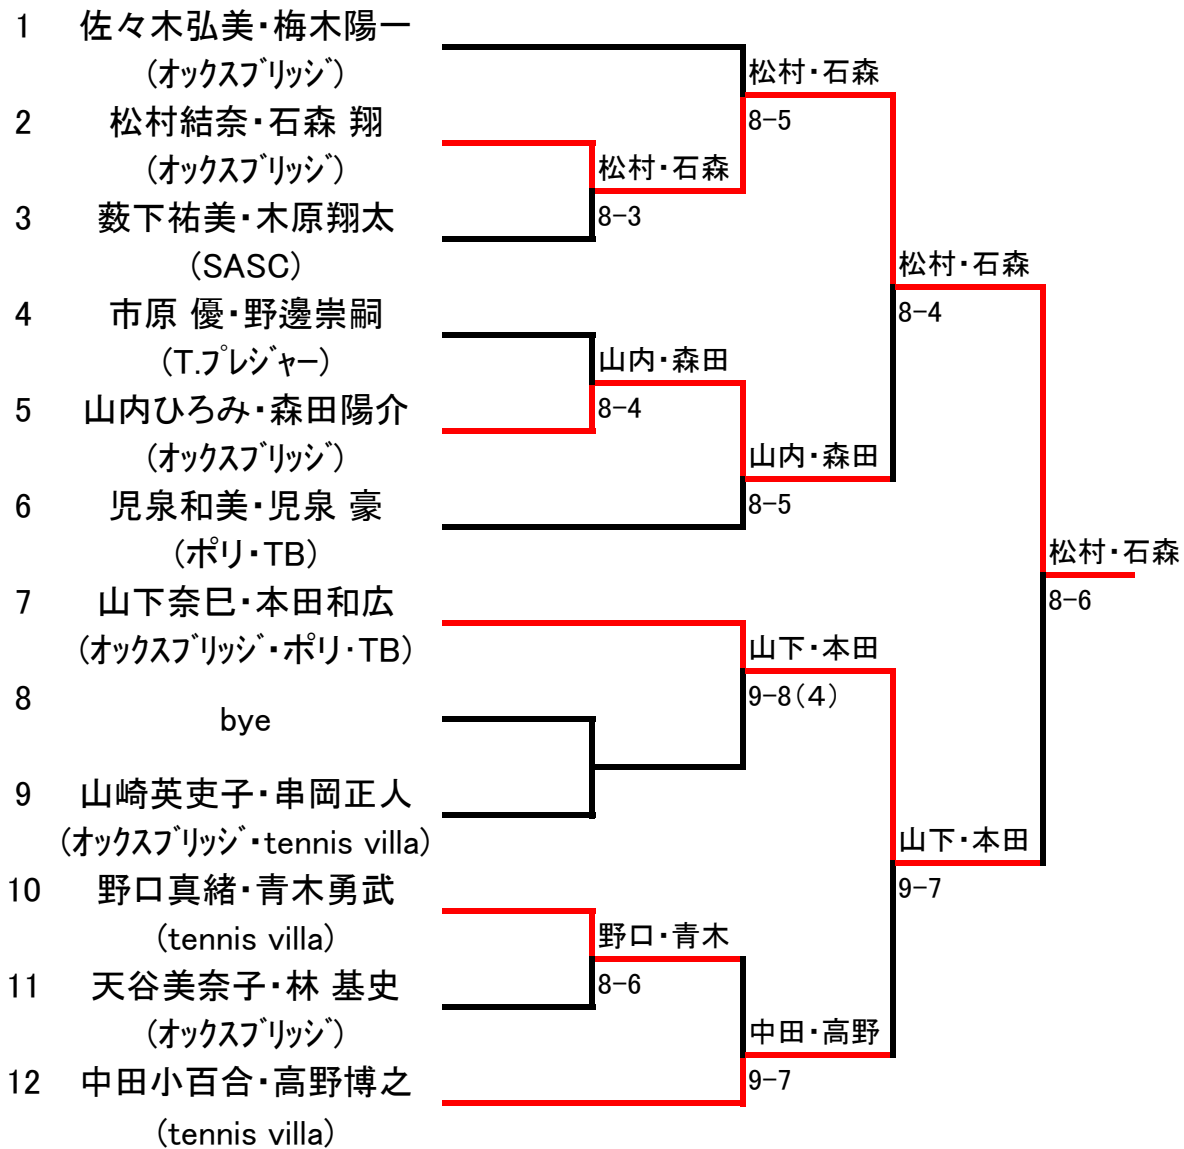 1 佐々木弘美・梅木陽一
(ｵｯｸｽﾌﾞﾘｯｼﾞ)
松村・石森
2 松村結奈・石森 翔
8-5
(ｵｯｸｽﾌﾞﾘｯｼﾞ)
松村・石森
3 薮下祐美・木原翔太
8-3
(SASC)
松村・石森
4 市原 優・野邊崇嗣
8-4
(T.ﾌﾟﾚｼﾞｬｰ)
山内・森田
5 山内ひろみ・森田陽介
8-4
(ｵｯｸｽﾌﾞﾘｯｼﾞ)
山内・森田
6 児泉和美・児泉 豪
8-5
(ポリ・TB)
松村・石森
7 山下奈巳・本田和広
8-6
(ｵｯｸｽﾌﾞﾘｯｼﾞ・ポリ・TB)
山下・本田
8
9-8(４)
bye
9 山崎英吏子・串岡正人
(ｵｯｸｽﾌﾞﾘｯｼﾞ・tennis villa)
山下・本田
10 野口真緒・青木勇武
9-7
(tennis villa)
野口・青木
11 天谷美奈子・林 基史
8-6
(ｵｯｸｽﾌﾞﾘｯｼﾞ)
中田・高野
12 中田小百合・高野博之
9-7
(tennis villa)